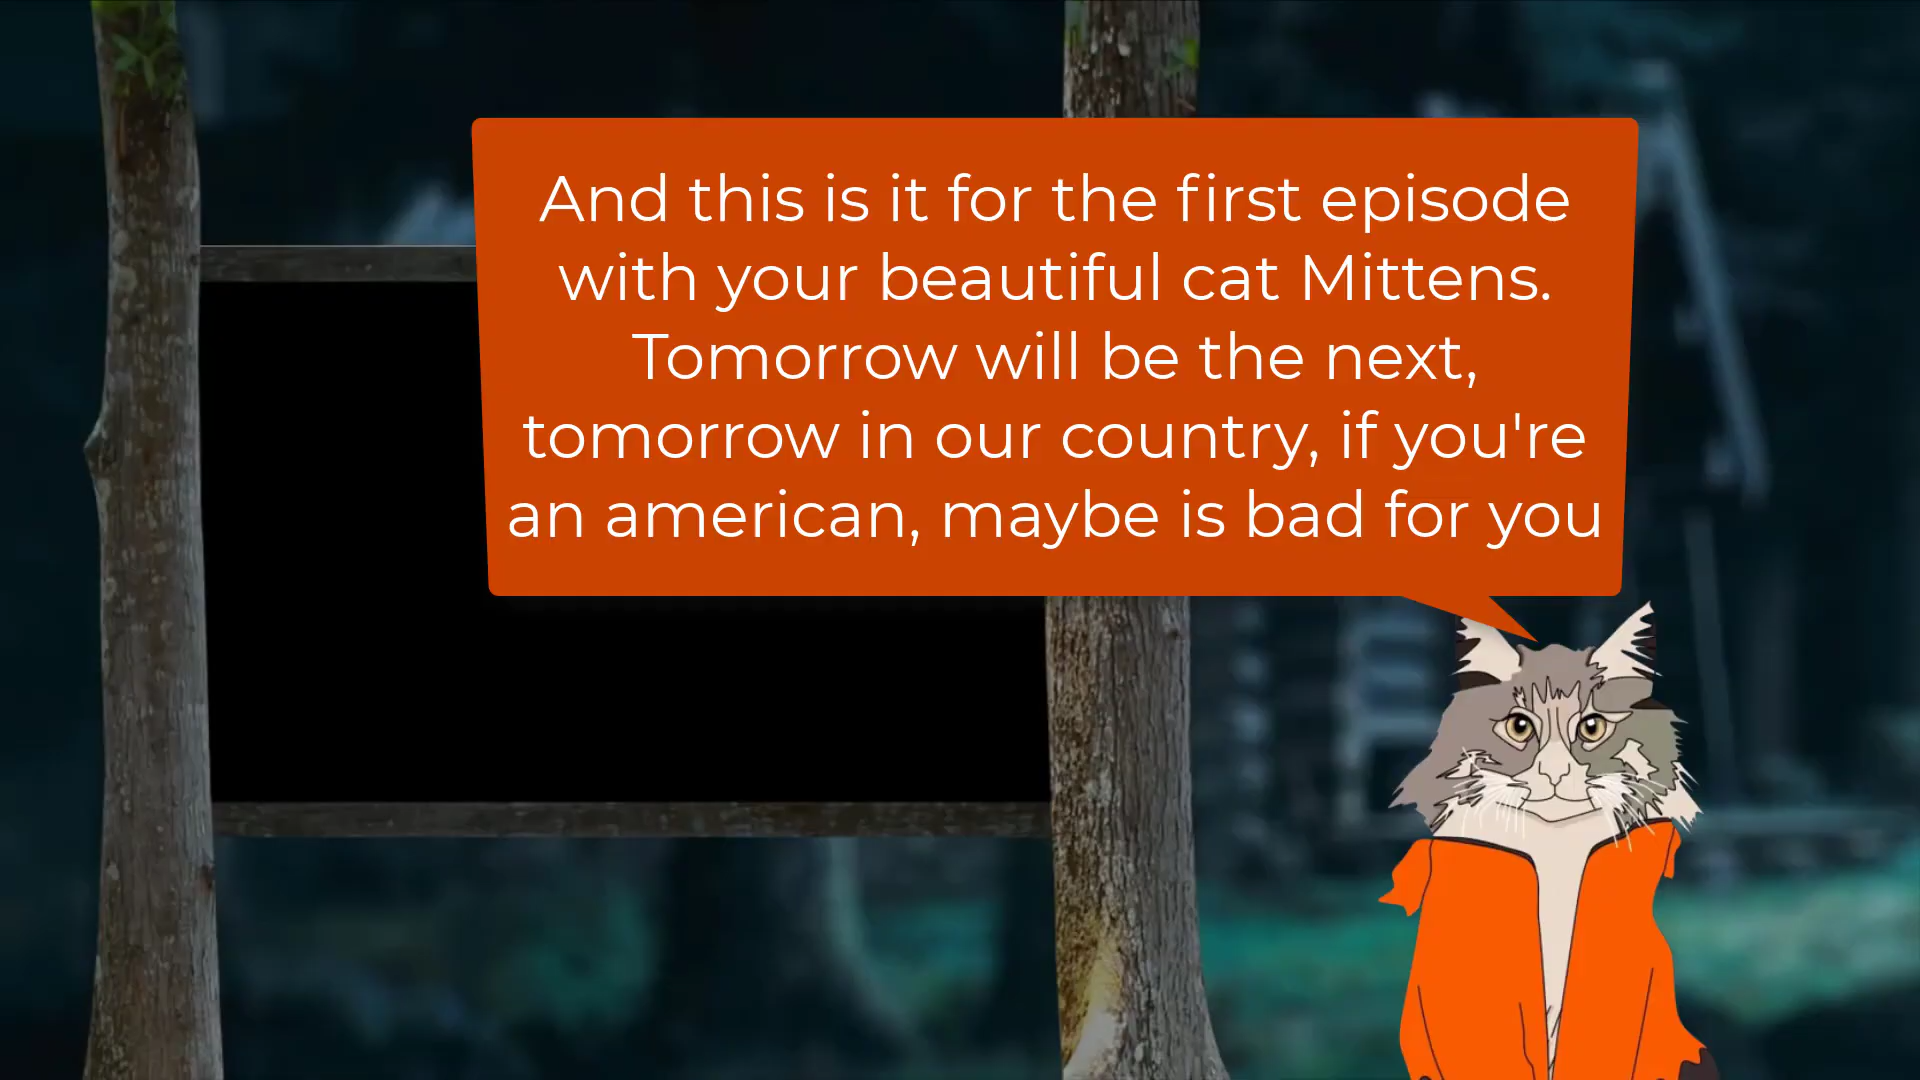 And this is it for the first episode
with your beautiful cat Mittens.
Tomorrow will be the next,
tomorrow in our country, if you're
an american, maybe is bad for you